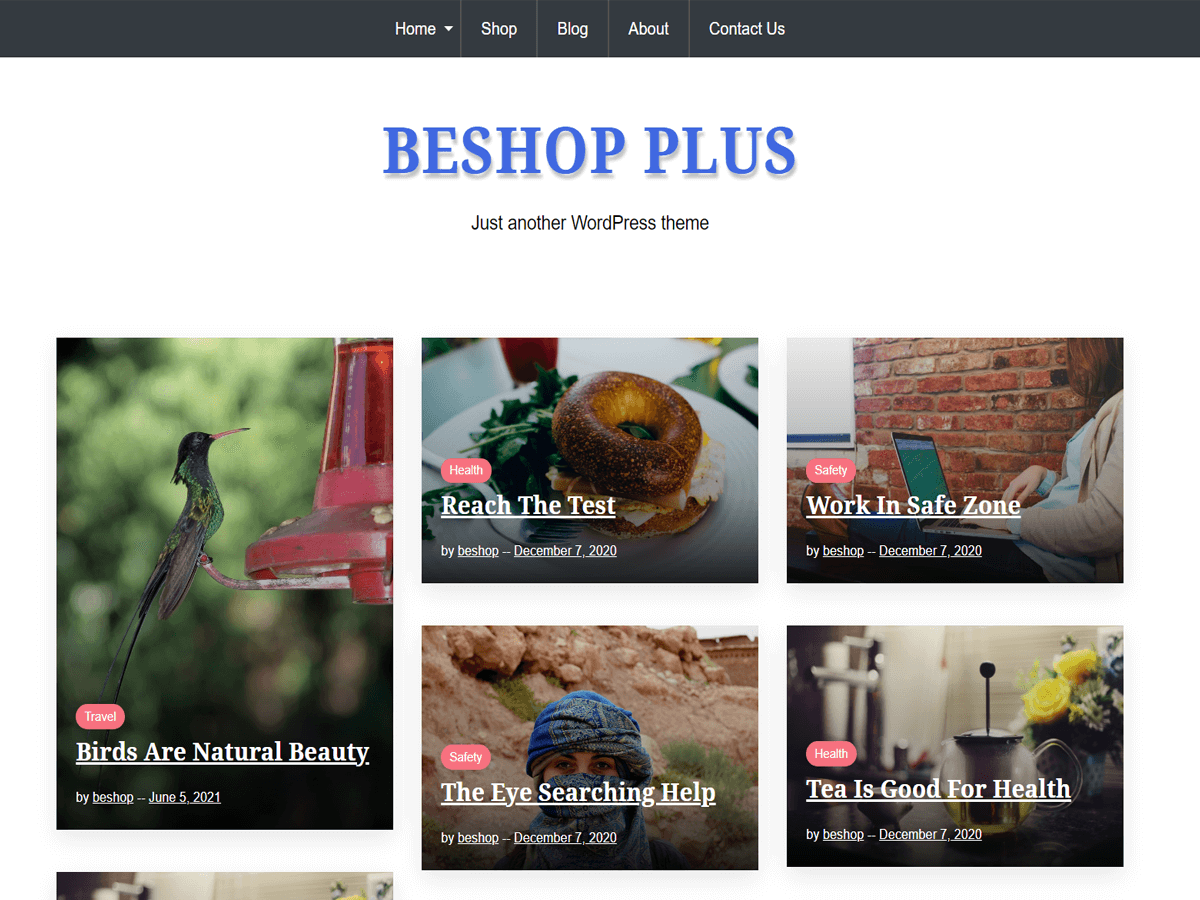 Home Shop Blog About Contact Us
BESHOP PLUS
Just another WordPress theme
Travel
Birds Are Natural Beauty
by beshop -- June 5, 2021
Health
Reach The Test
by beshop -- December 7, 2020
Safety
The Eye Searching Help
by beshop -- December 7, 2020
Safety
Work In Safe Zone
by beshop -- December 7, 2020
Health
Tea Is Good For Health
by beshop -- December 7, 2020